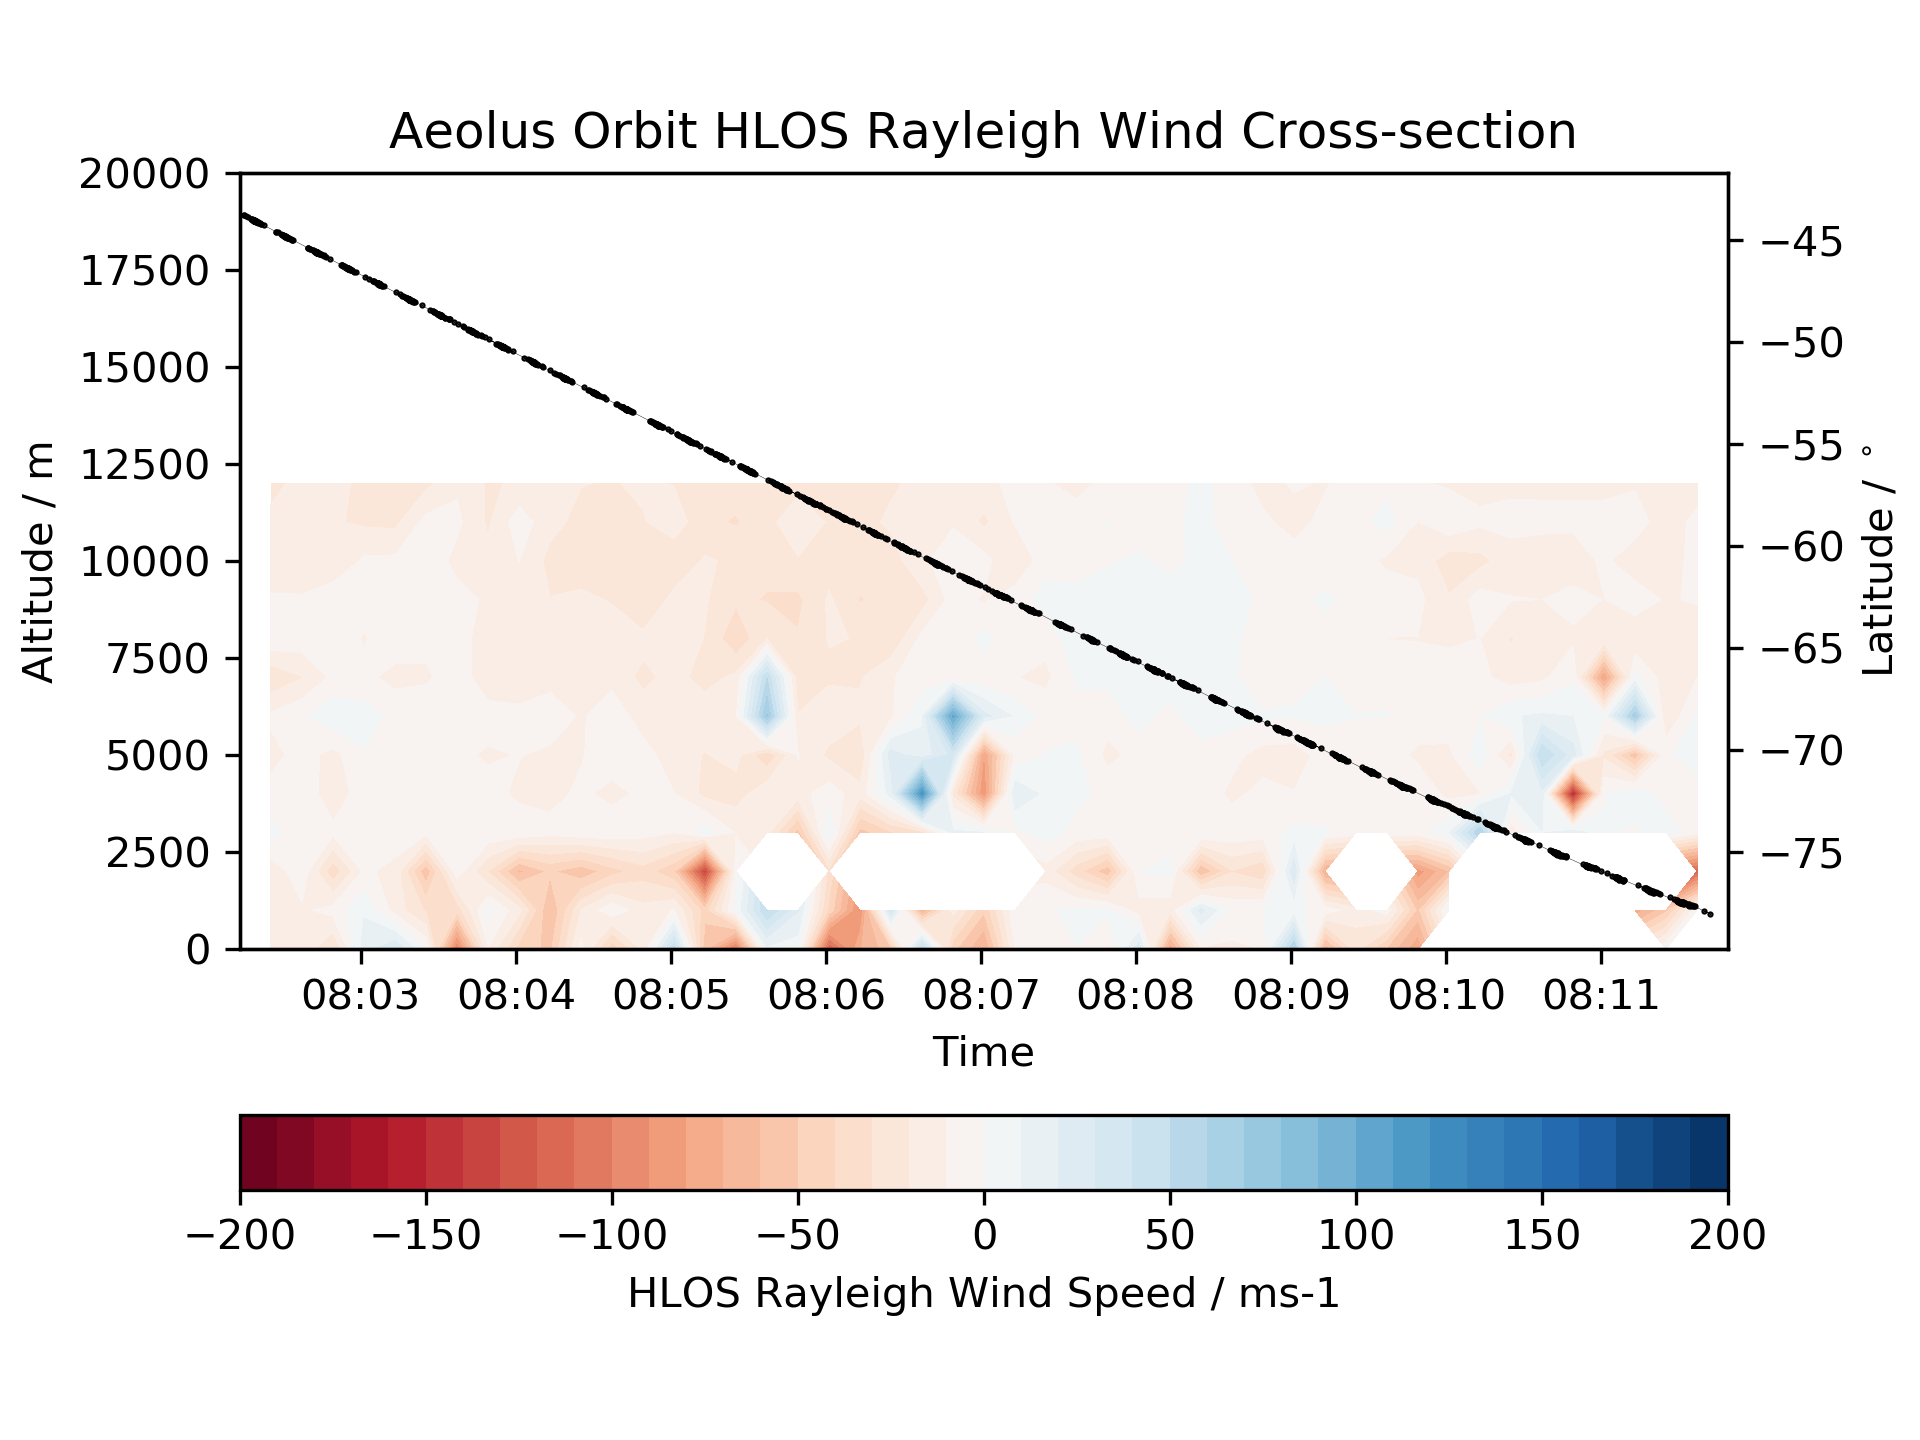 Aeolus Orbit HLOS Rayleigh Wind Cross-section
20000
17500
15000
12500
10000
7500
5000
2500
0
Altitude / m
−45
−50
−55
−60
−65
−70
−75
Latitude / °
08:03 08:04 08:05 08:06 08:07 08:08 08:09 08:10 08:11
Time
−200 −150 −100 −50 0 50 100 150 200
HLOS Rayleigh Wind Speed / ms-1